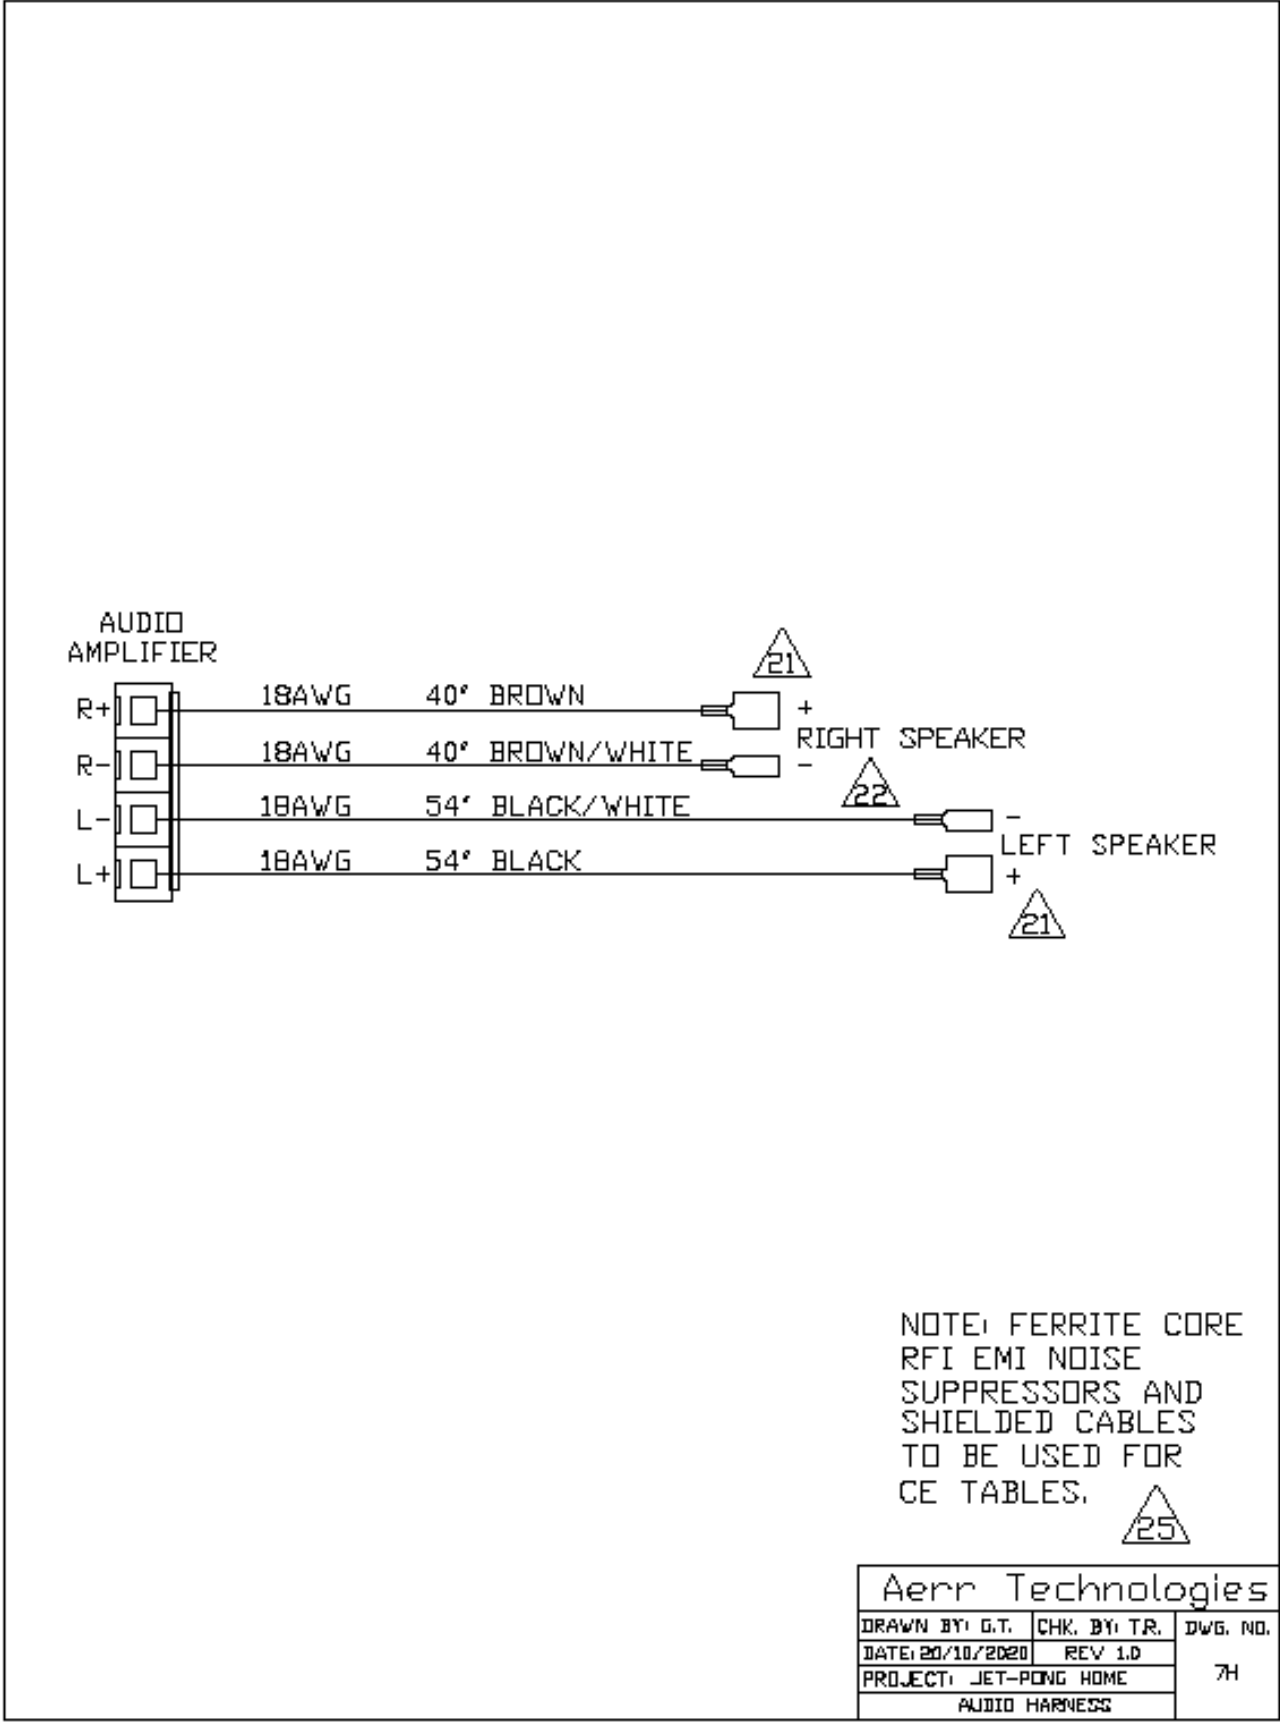 AUDIO
AMPLIFIER
21
R+ 18AWG 40" BROWN +
RIGHT SPEAKER
R- 18AWG 40" BROWN/WHITE -
22
L- 18AWG 54" BLACK/WHITE -
LEFT SPEAKER
L+ 18AWG 54" BLACK +
21
NOTE: FERRITE CORE
RFI EMI NOISE
SUPPRESSORS AND
SHIELDED CABLES
TO BE USED FOR
CE TABLES.
25
Aerr Technologies
DRAWN BY: G.T. CHK. BY: T.R. DWG. NO.
DATE: 20/10/2020 REV 1.0
7H
PROJECT: JET-PONG HOME
AUDIO HARNESS